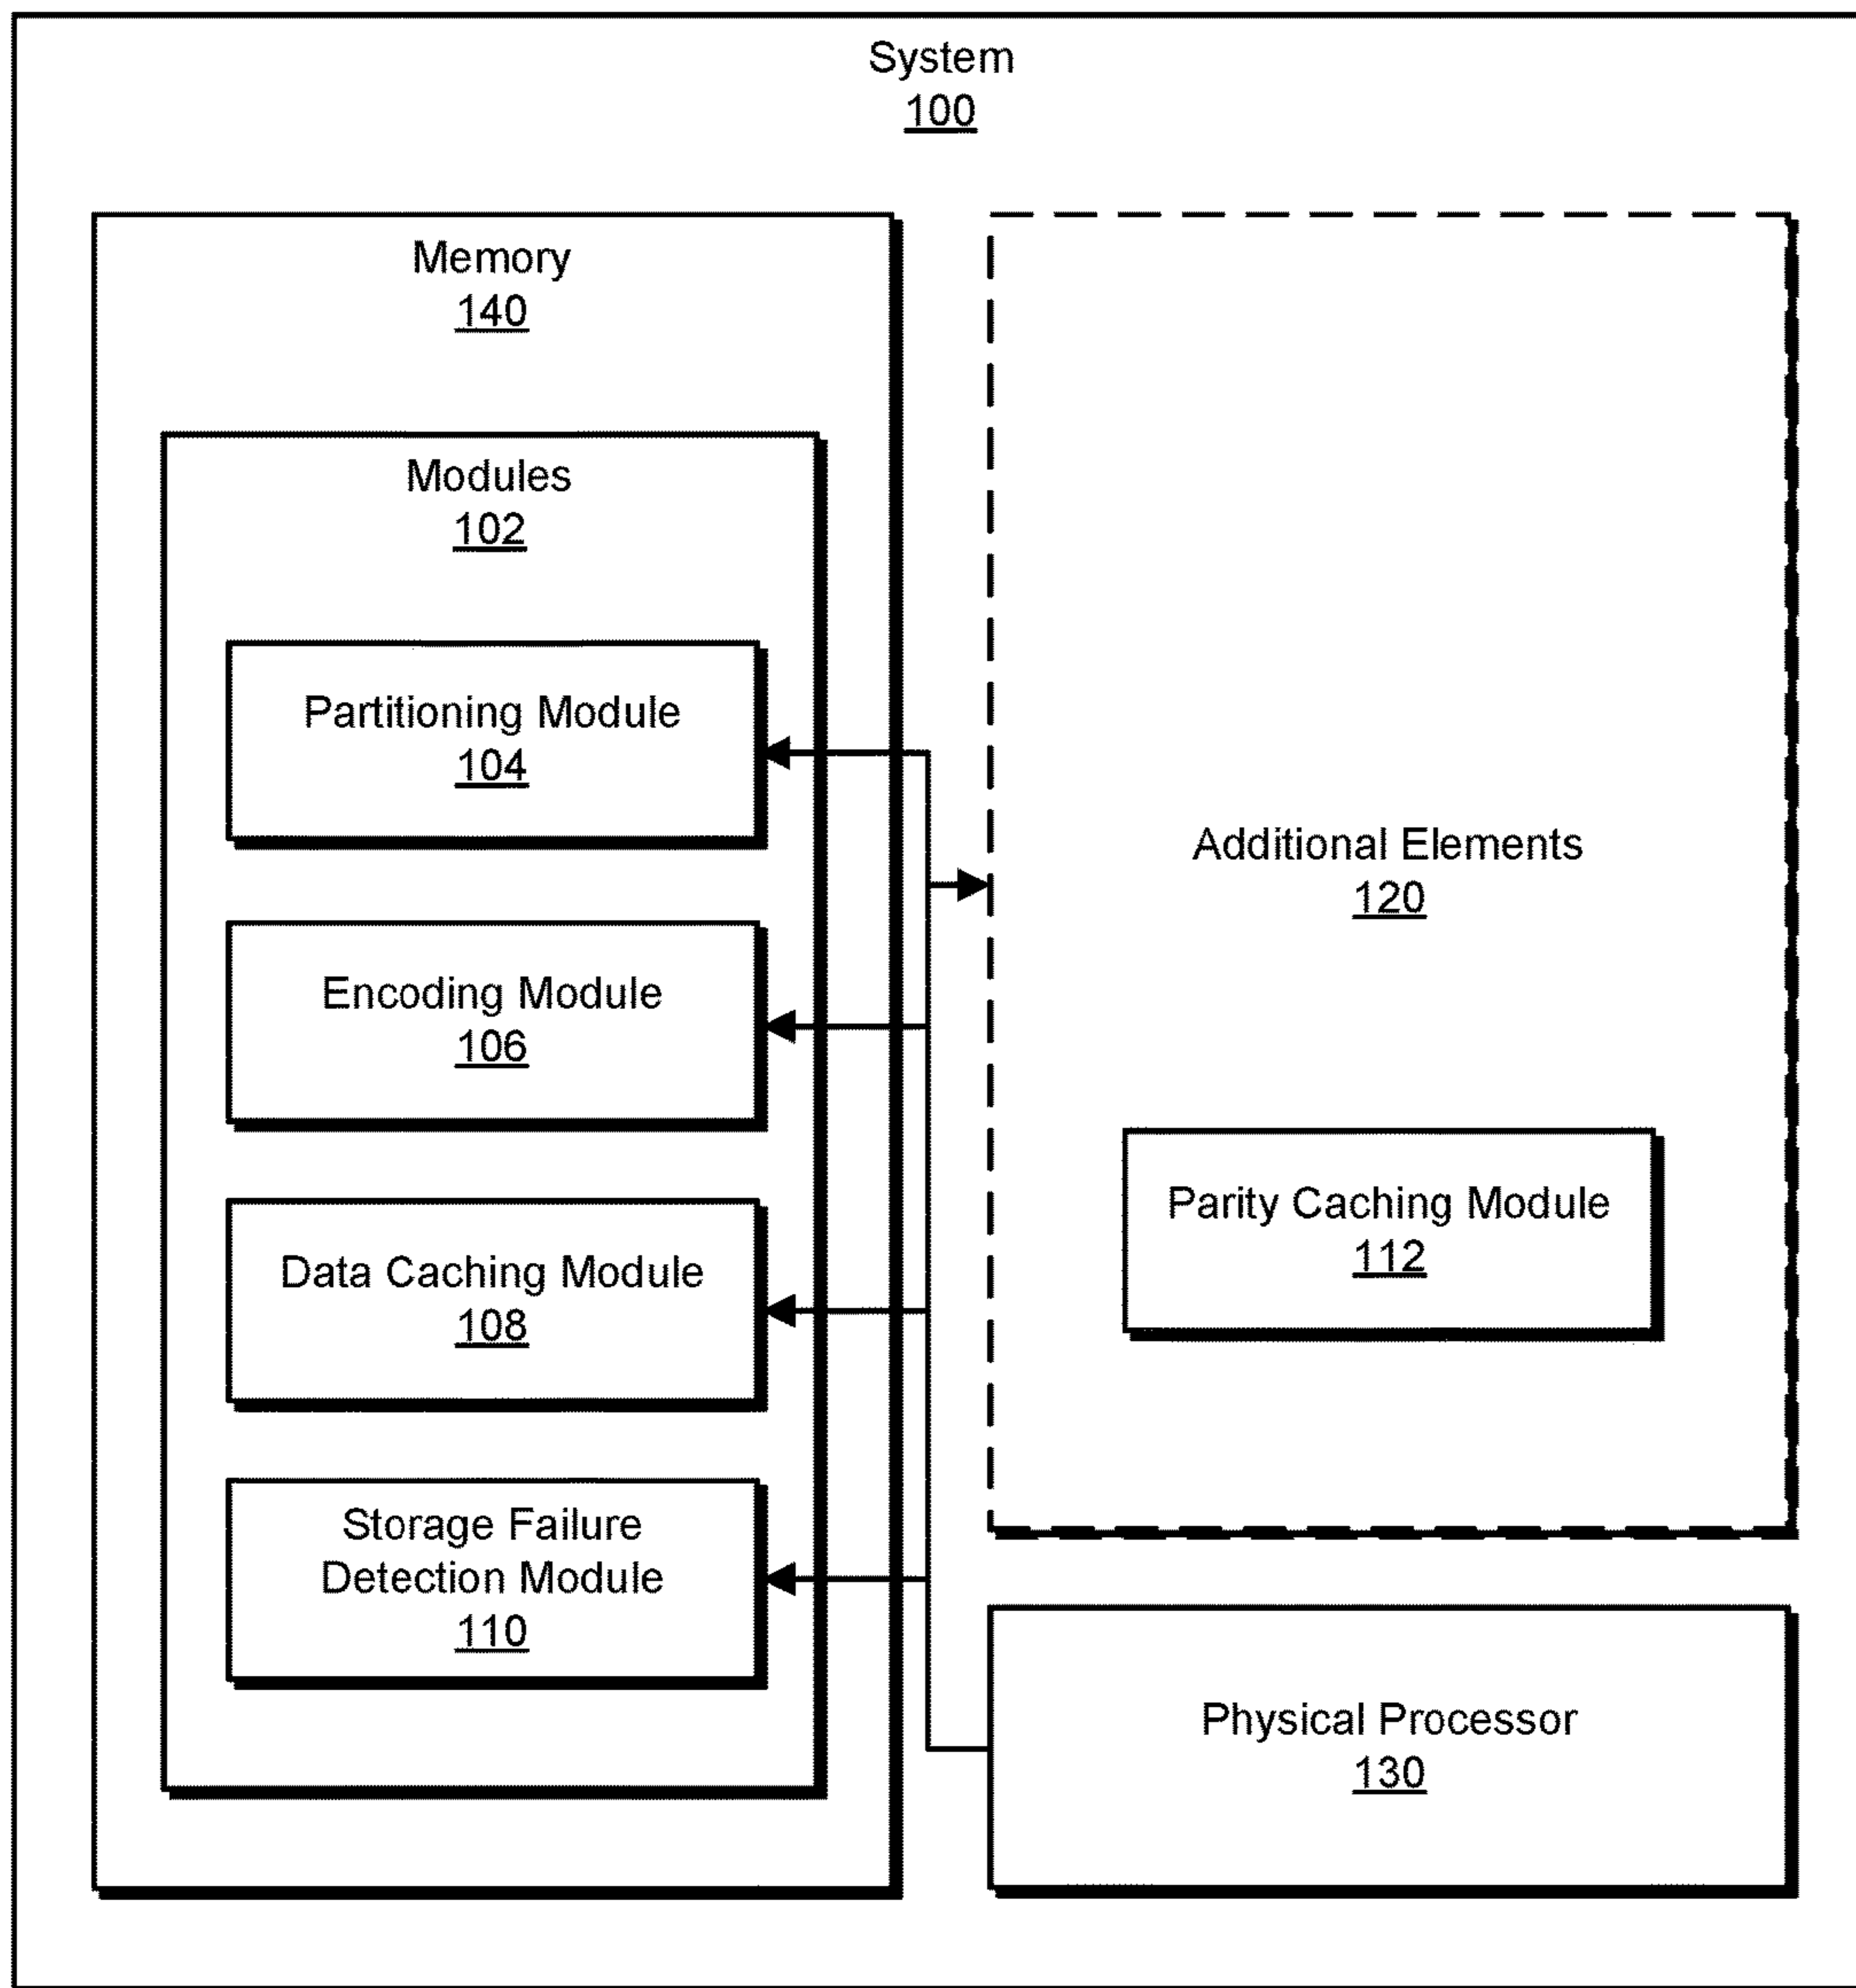 System
100
Memory
140
Modules
102
Partitioning Module
104
Encoding Module
106
Data Caching Module
108
Storage Failure
Detection Module
110
Additional Elements
120
Parity Caching Module
112
Physical Processor
130